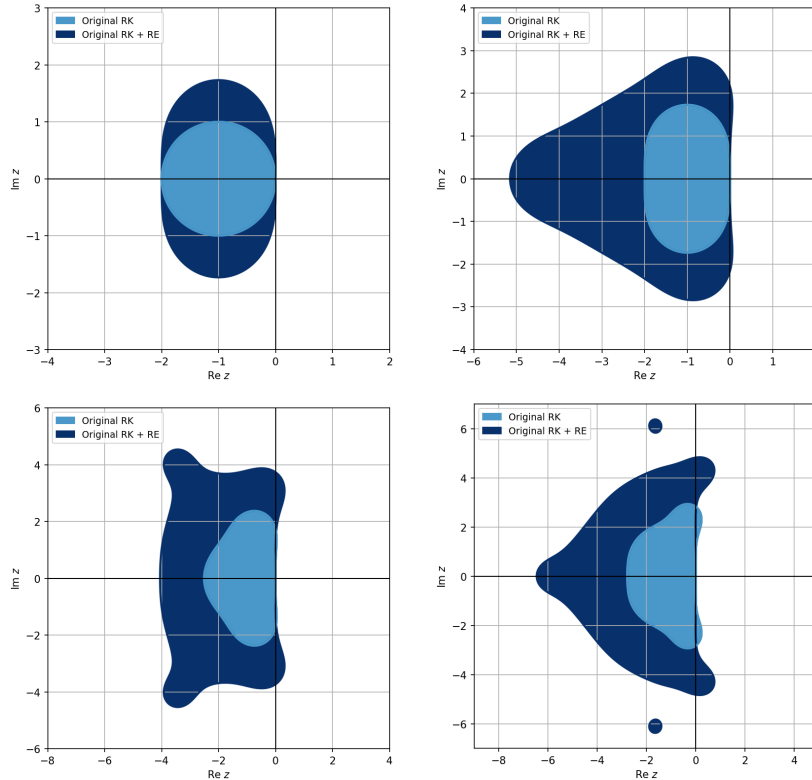 3
2
1
0
−1
−2
−3
−4 −3 −2 −1 0 1 2
Im z
Re z
Original RK
Original RK + RE
4
3
2
1
0
−1
−2
−3
−4
−6 −5 −4 −3 −2 −1 0 1
Im z
Re z
Original RK
Original RK + RE
6
4
2
0
−2
−4
−6
−8 −6 −4 −2 0 2 4
Im z
Re z
Original RK
Original RK + RE
6
4
2
0
−2
−4
−6
−8 −6 −4 −2 0 2 4
Im z
Re z
Original RK
Original RK + RE